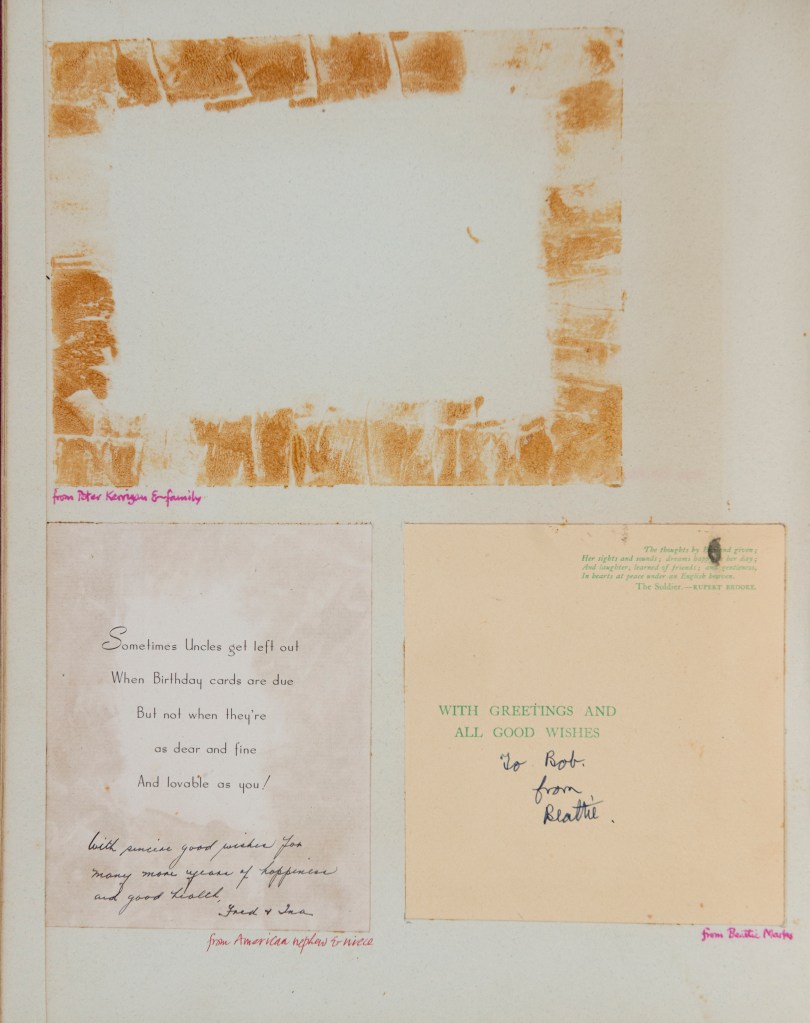 from Peter Kerrigan & family
Sometimes Uncles get left out
When Birthday cards are due
But not when they're
as dear and fine
And lovable as you!
With sincere good wishes for
many more years of happiness
and good health,
Fred & Ina
from American nephew & niece
The thoughts by given;
Her sights and sounds; dreams her day;
And laughter, learned of friends; and gentleness,
In hearts at peace under an English heaven.
The Soldier.—RUPERT BROOKE.
WITH GREETINGS AND
ALL GOOD WISHES
To Bob.
from
Beattie.
from Beattie Marks